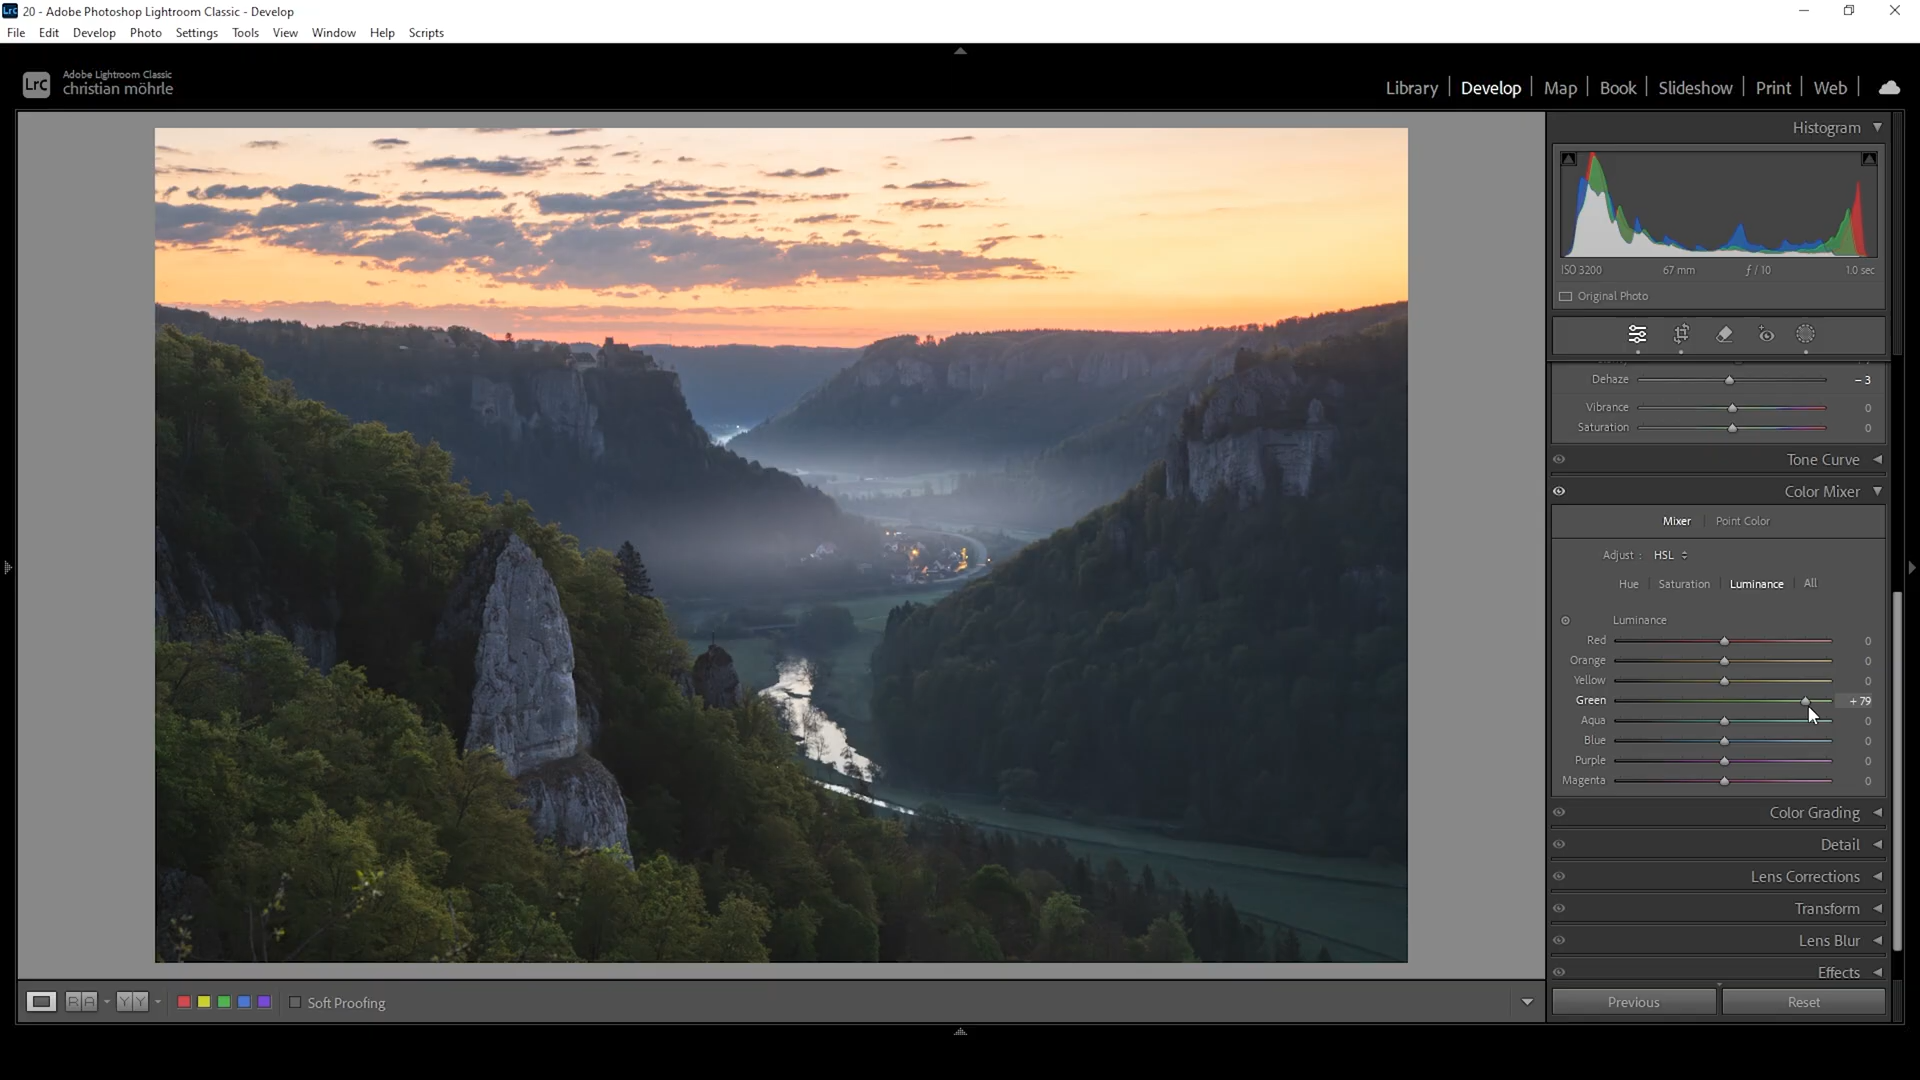 20 - Adobe Photoshop Lightroom Classic - Develop
File Edit Develop Photo Settings Tools View Window Help Scripts
LrC
Adobe Lightroom Classic
christian möhrle
Library | Develop | Map | Book | Slideshow | Print | Web
Histogram
ISO 3200 67 mm ƒ / 10 1.0 sec
Original Photo
Dehaze – 3
Vibrance 0
Saturation 0
Tone Curve
Color Mixer
Mixer | Point Color
Adjust : HSL
Hue | Saturation | Luminance | All
Luminance
Red 0
Orange 0
Yellow 0
Green + 79
Aqua 0
Blue 0
Purple 0
Magenta 0
Color Grading
Detail
Lens Corrections
Transform
Lens Blur
Effects
R A Y Y Soft Proofing
Previous Reset